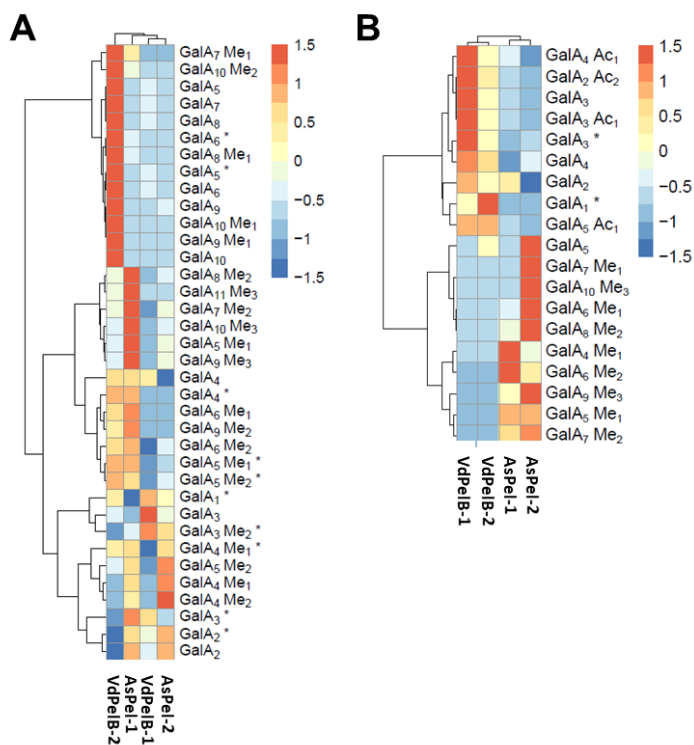 A
GalA₇ Me₁
GalA₁₀ Me₂
GalA₅
GalA₇
GalA₈
GalA₆ *
GalA₈ Me₁
GalA₅ *
GalA₆
GalA₉
GalA₁₀ Me₁
GalA₉ Me₁
GalA₁₀
GalA₈ Me₂
GalA₁₁ Me₃
GalA₇ Me₂
GalA₁₀ Me₃
GalA₅ Me₁
GalA₉ Me₃
GalA₄
GalA₄ *
GalA₆ Me₁
GalA₉ Me₂
GalA₆ Me₂
GalA₅ Me₁ *
GalA₅ Me₂ *
GalA₁ *
GalA₃
GalA₃ Me₂ *
GalA₄ Me₁ *
GalA₅ Me₂
GalA₄ Me₁
GalA₄ Me₂
GalA₃ *
GalA₂ *
GalA₂
1.5
1
0.5
0
−0.5
−1
−1.5
VdPelB-2
AsPel-1
VdPelB-1
AsPel-2
B
GalA₄ Ac₁
GalA₂ Ac₂
GalA₃
GalA₃ Ac₁
GalA₃ *
GalA₄
GalA₂
GalA₁ *
GalA₅ Ac₁
GalA₅
GalA₇ Me₁
GalA₁₀ Me₃
GalA₆ Me₁
GalA₈ Me₂
GalA₄ Me₁
GalA₆ Me₂
GalA₉ Me₃
GalA₅ Me₁
GalA₇ Me₂
1.5
1
0.5
0
−0.5
−1
−1.5
VdPelB-1
VdPelB-2
AsPel-1
AsPel-2